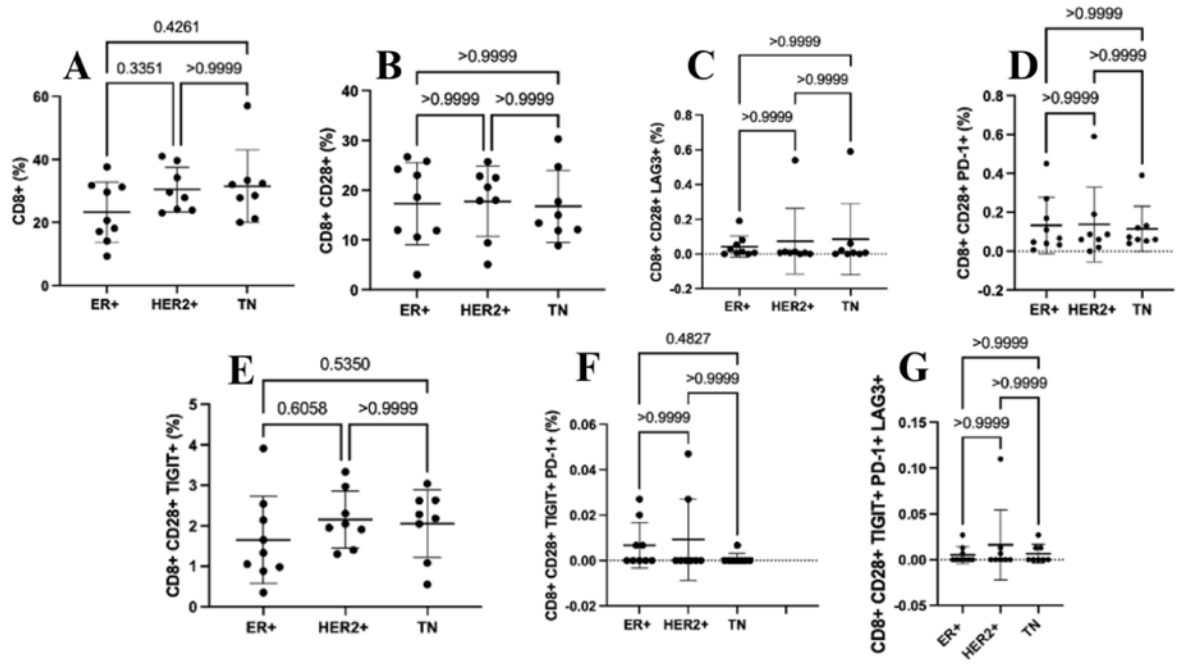 A
0.4261
0.3351
>0.9999
CD8+ (%)
60
40
20
0
ER+
HER2+
TN
B
>0.9999
>0.9999
>0.9999
CD8+ CD28+ (%)
40
30
20
10
0
ER+
HER2+
TN
C
>0.9999
>0.9999
>0.9999
CD8+ CD28+ LAG3+ (%)
0.8
0.6
0.4
0.2
0.0
-0.2
ER+
HER2+
TN
D
>0.9999
>0.9999
>0.9999
CD8+ CD28+ PD-1+ (%)
0.8
0.6
0.4
0.2
0.0
-0.2
ER+
HER2+
TN
E
0.5350
0.6058
>0.9999
CD8+ CD28+ TIGIT+ (%)
5
4
3
2
1
0
ER+
HER2+
TN
F
0.4827
>0.9999
>0.9999
CD8+ CD28+ TIGIT+ PD-1+ (%)
0.06
0.04
0.02
0.00
-0.02
ER+
HER2+
TN
G
>0.9999
>0.9999
>0.9999
CD8+ CD28+ TIGIT+ PD-1+ LAG3+
0.15
0.10
0.05
0.00
-0.05
ER+
HER2+
TN